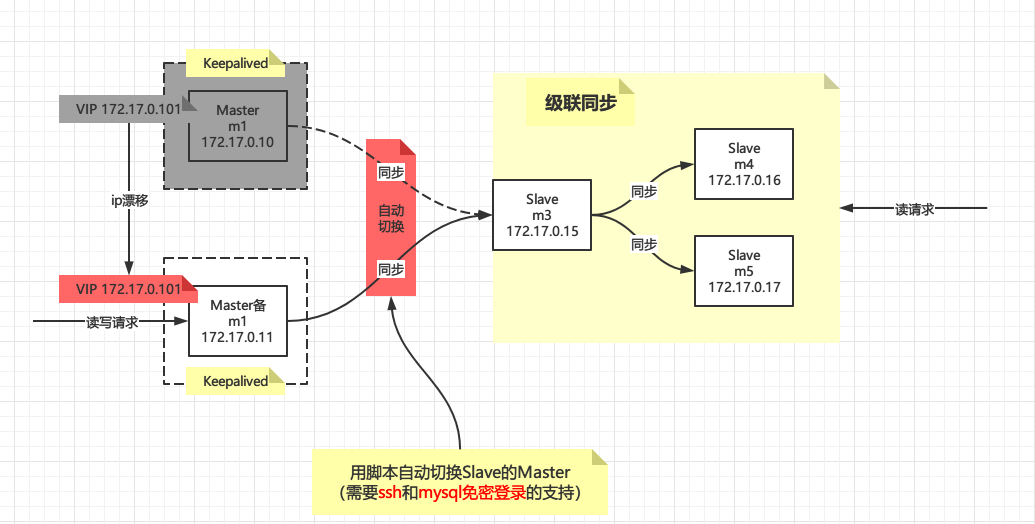 Keepalived
VIP 172.17.0.101
Master
m1
172.17.0.10
ip漂移
VIP 172.17.0.101
Master备
m1
172.17.0.11
读写请求
Keepalived
同步
自动
切换
同步
级联同步
Slave
m3
172.17.0.15
同步
同步
Slave
m4
172.17.0.16
Slave
m5
172.17.0.17
读请求
用脚本自动切换Slave的Master
（需要ssh和mysql免密登录的支持）